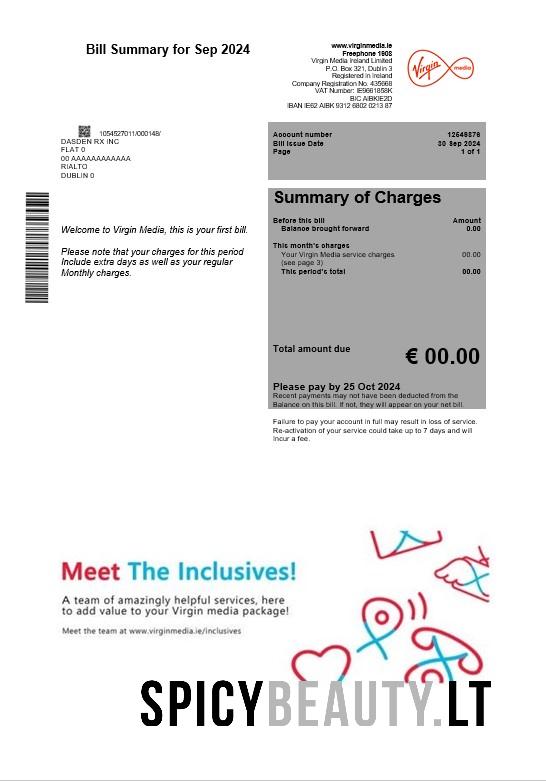 Bill Summary for Sep 2024
www.virginmedia.ie
Freephone 1908
Virgin Media Ireland Limited
P.O. Box 321, Dublin 3
Registered in Ireland
Company Registration No. 435668
VAT Number: IE9661858K
BIC AIBKIE2D
IBAN IE62 AIBK 9312 6802 0213 87
Virgin media
1054527011/000148/
DASDEN RX INC
FLAT 0
00 AAAAAAAAAAAA
RIALTO
DUBLIN 0
Account number 12548876
Bill Issue Date 30 Sep 2024
Page 1 of 1
Summary of Charges
Before this bill Amount
Balance brought forward 0.00
This month's charges
Your Virgin Media service charges 00.00
(see page 3)
This period's total 00.00
Welcome to Virgin Media, this is your first bill.
Please note that your charges for this period
Include extra days as well as your regular
Monthly charges.
Total amount due € 00.00
Please pay by 25 Oct 2024
Recent payments may not have been deducted from the
Balance on this bill. If not, they will appear on your net bill.
Failure to pay your account in full may result in loss of service.
Re-activation of your service could take up to 7 days and will
Incur a fee.
Meet The Inclusives!
A team of amazingly helpful services, here
to add value to your Virgin media package!
Meet the team at www.virginmedia.ie/inclusives
SPICYBEAUTY.LT